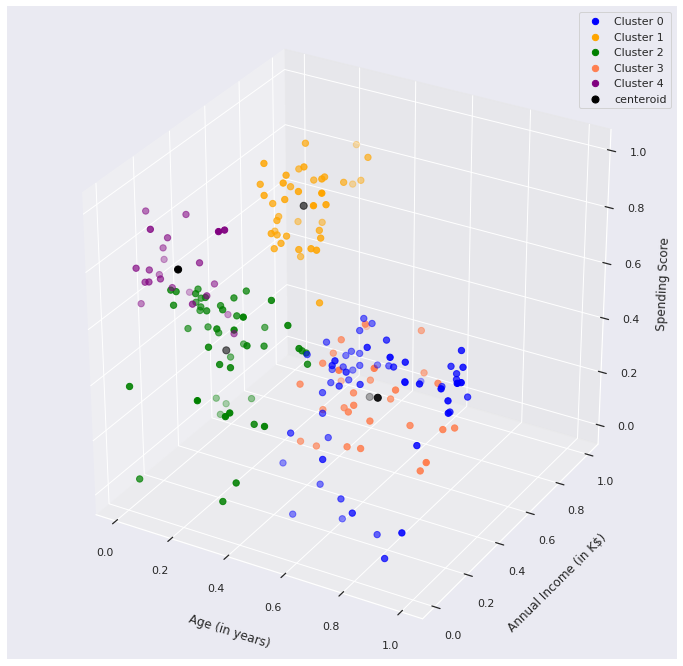 Cluster 0
Cluster 1
Cluster 2
Cluster 3
Cluster 4
centeroid
1.0
0.8
0.6
0.4
0.2
0.0
Spending Score
1.0
0.8
0.6
0.4
0.2
0.0
Annual Income (in K$)
0.0
0.2
0.4
0.6
0.8
1.0
Age (in years)